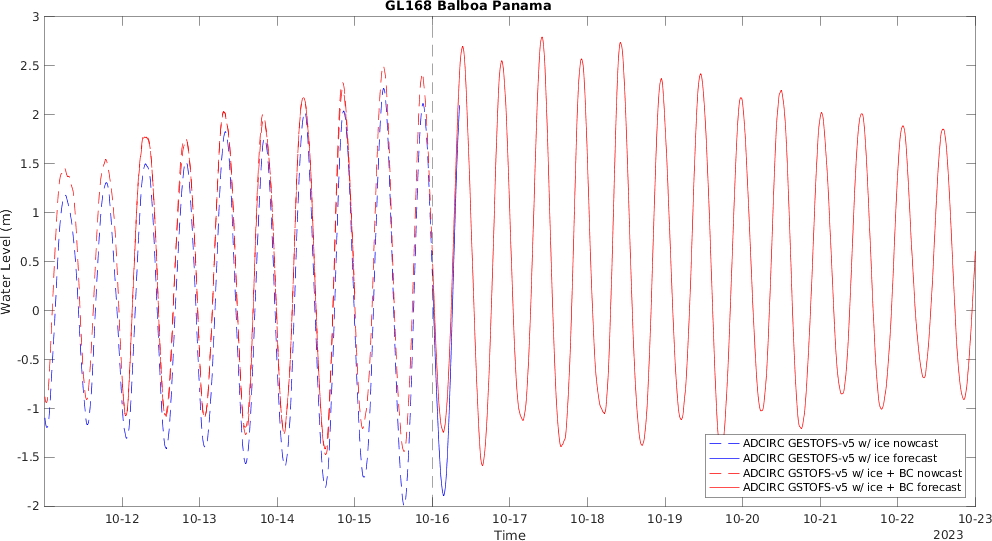 GL168 Balboa Panama
3
2.5
2
1.5
1
0.5
0
-0.5
-1
-1.5
-2
Water Level (m)
ADCIRC GESTOFS-v5 w/ ice nowcast
ADCIRC GESTOFS-v5 w/ ice forecast
ADCIRC GSTOFS-v5 w/ ice + BC nowcast
ADCIRC GSTOFS-v5 w/ ice + BC forecast
10-12 10-13 10-14 10-15 10-16 10-17 10-18 10-19 10-20 10-21 10-22 10-23
Time
2023